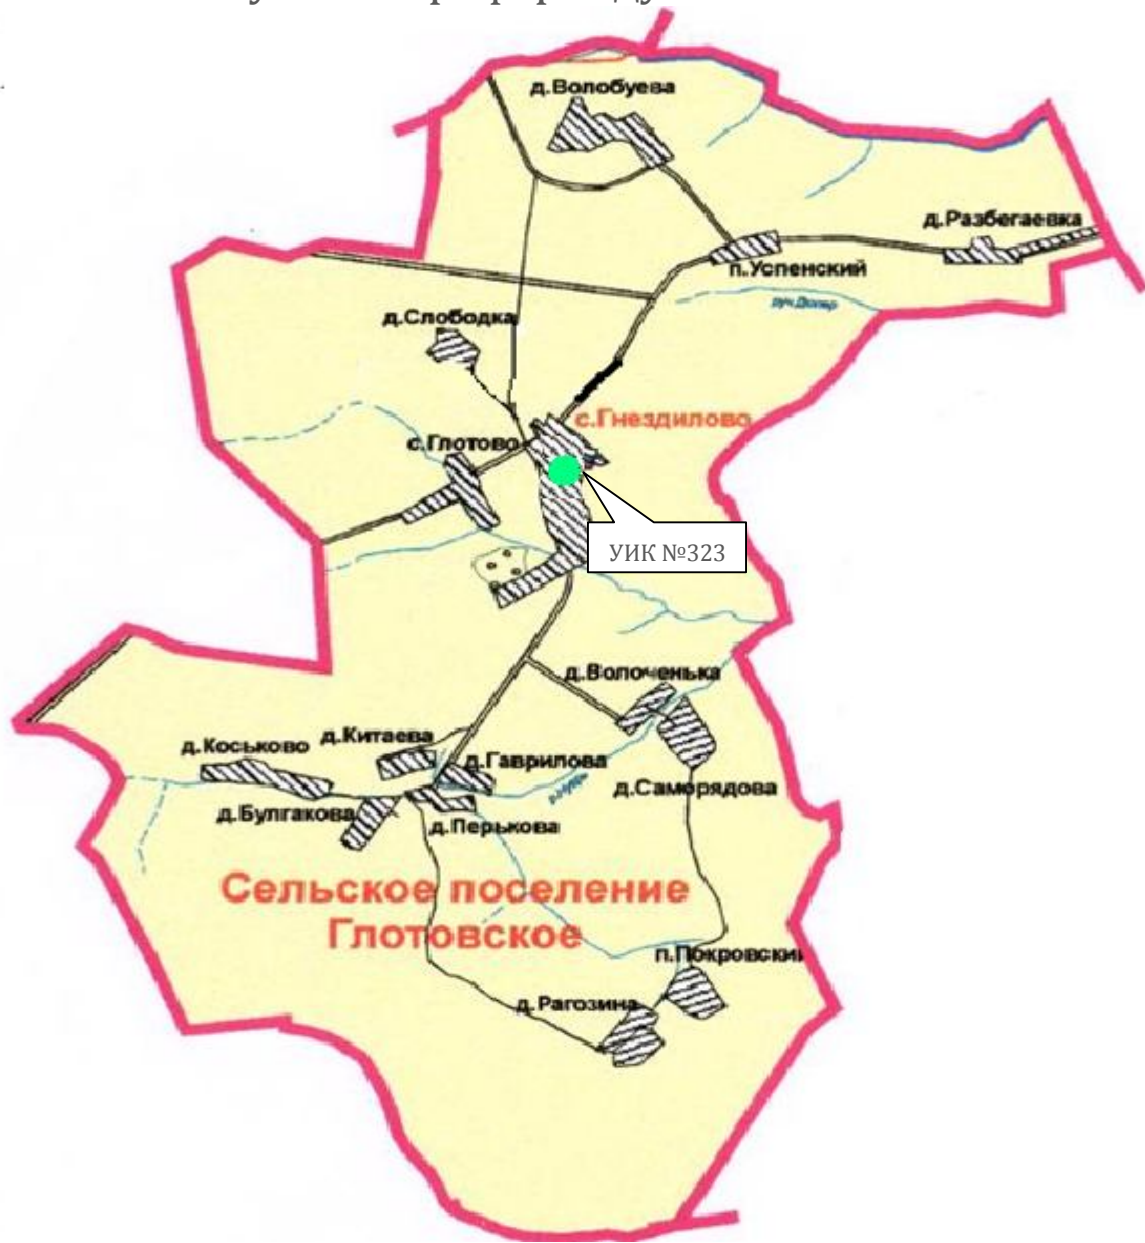 д.Волобуева
д.Разбегаевка
п.Успенский
д.Слободка
с.Гнездилово
с.Глотово
УИК №323
д.Волоченька
д.Китаева
д.Коськово
д.Гаврилова
д.Саморядова
д.Булгакова
д.Перькова
Сельское поселение
Глотовское
п.Покровский
д.Рагозина